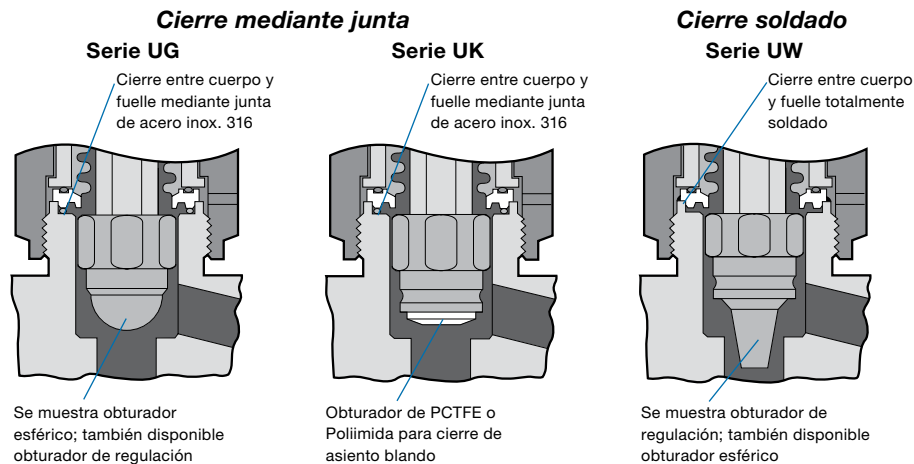 Cierre mediante junta
Serie UG
Cierre entre cuerpo y
fuelle mediante junta
de acero inox. 316
Se muestra obturador
esférico; también disponible
obturador de regulación
Serie UK
Cierre entre cuerpo y
fuelle mediante junta
de acero inox. 316
Obturador de PCTFE o
Poliimida para cierre de
asiento blando
Cierre soldado
Serie UW
Cierre entre cuerpo
y fuelle totalmente
soldado
Se muestra obturador de
regulación; también disponible
obturador esférico